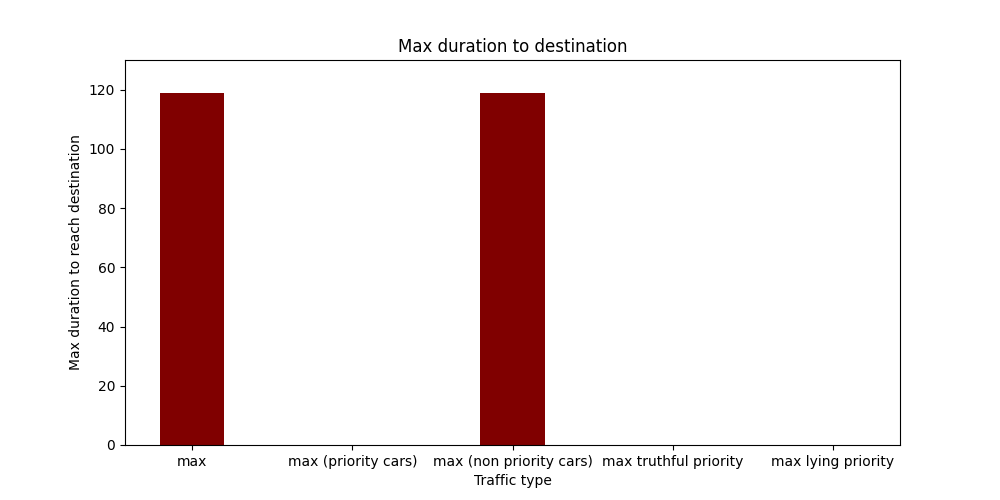 Max duration to destination
Max duration to reach destination
120
100
80
60
40
20
0
max
max (priority cars)
max (non priority cars)
max truthful priority
max lying priority
Traffic type